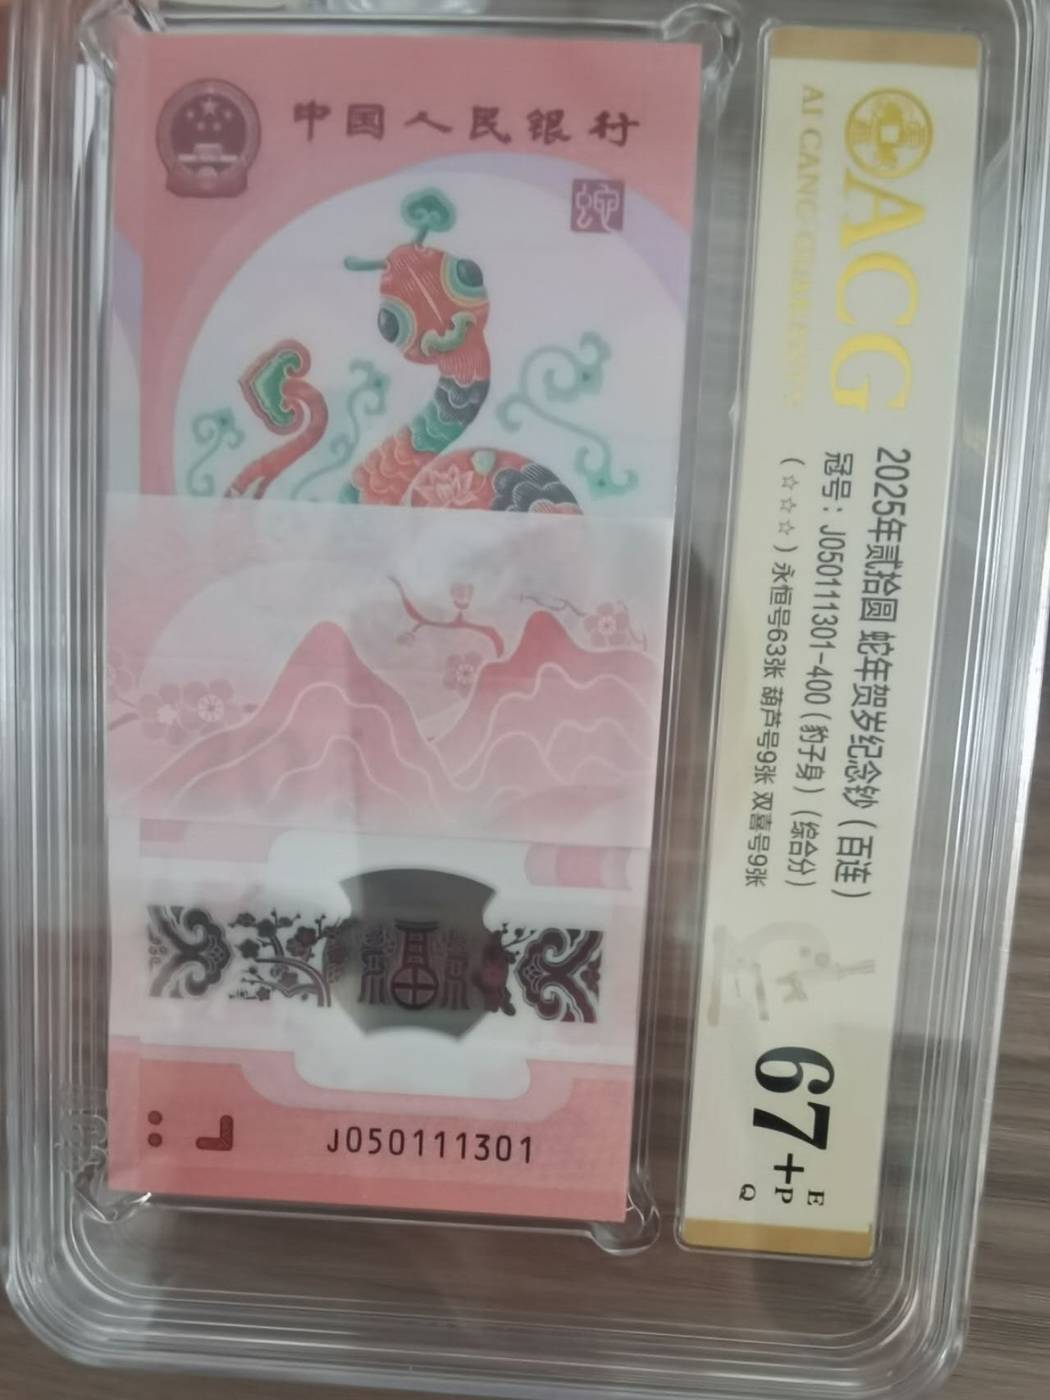 中国人民银行
蛇
J050111301
ACG
AI CANG
2025年贰拾圆 蛇年贺岁纪念钞（百连）
冠号：J050111301-400（豹子身）（综合分）
（☆☆☆）永恒号63张 葫芦号9张 双喜号9张
67+
E
P
Q